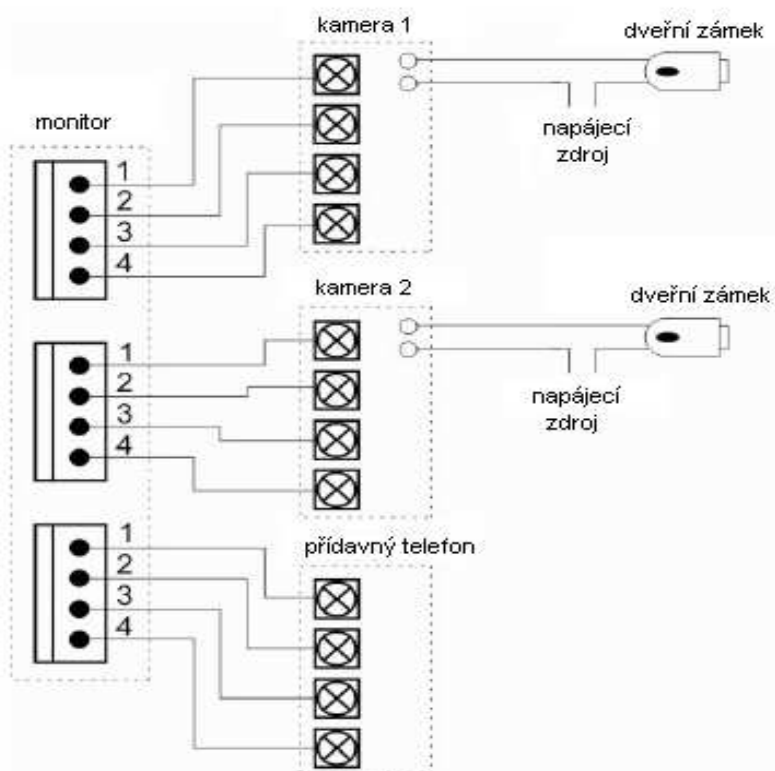 kamera 1
dveřní zámek
monitor
napájecí
zdroj
1
2
3
4
kamera 2
dveřní zámek
1
2
3
4
napájecí
zdroj
přídavný telefon
1
2
3
4